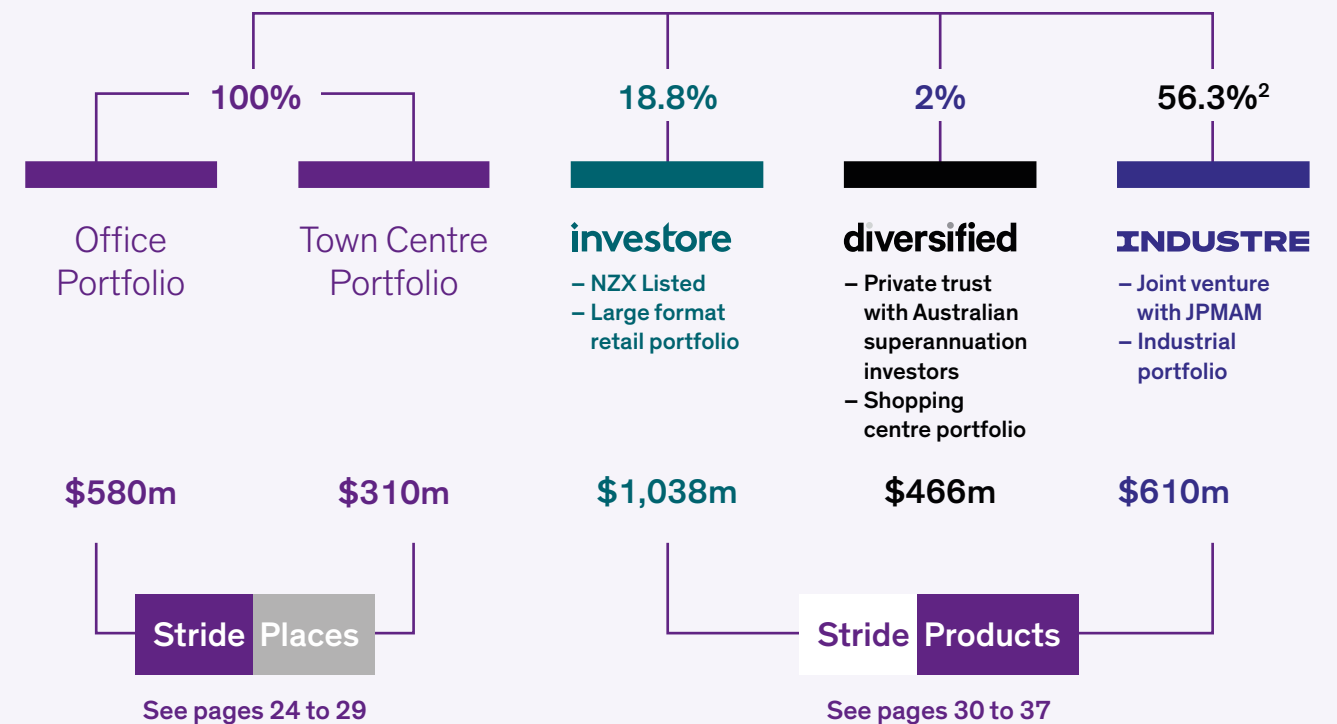 100%
18.8%
2%
56.3%²
Office
Portfolio
Town Centre
Portfolio
investore
– NZX Listed
– Large format
retail portfolio
diversified
– Private trust
with Australian
superannuation
investors
– Shopping
centre portfolio
INDUSTRE
– Joint venture
with JPMAM
– Industrial
portfolio
$580m
$310m
$1,038m
$466m
$610m
Stride Places
See pages 24 to 29
Stride Products
See pages 30 to 37